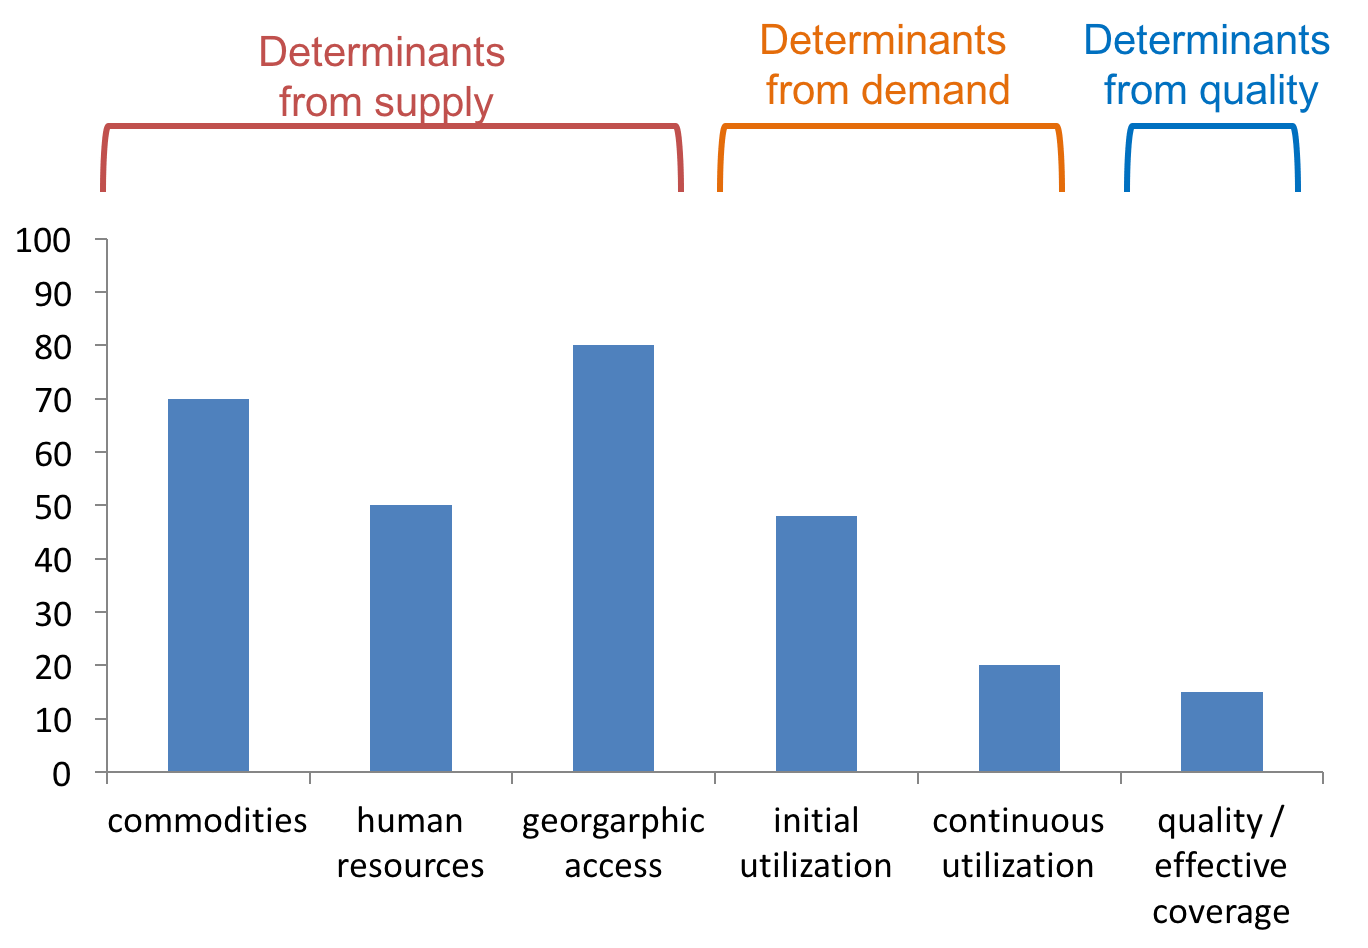 Determinants
from supply
Determinants
from demand
Determinants
from quality
100
90
80
70
60
50
40
30
20
10
0
commodities
human
resources
georgarphic
access
initial
utilization
continuous
utilization
quality /
effective
coverage